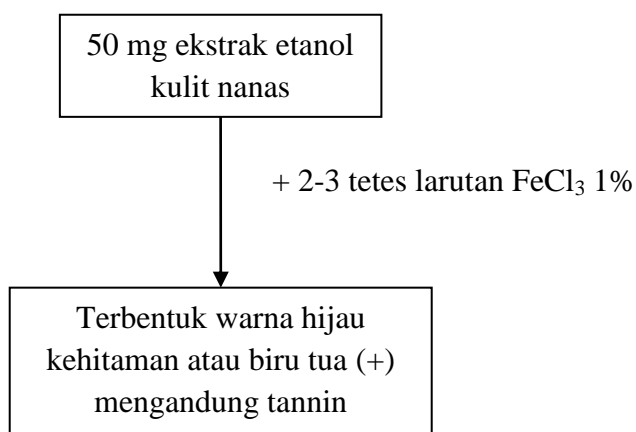 50 mg ekstrak etanol
kulit nanas
+ 2-3 tetes larutan FeCl₃ 1%
Terbentuk warna hijau
kehitaman atau biru tua (+)
mengandung tannin